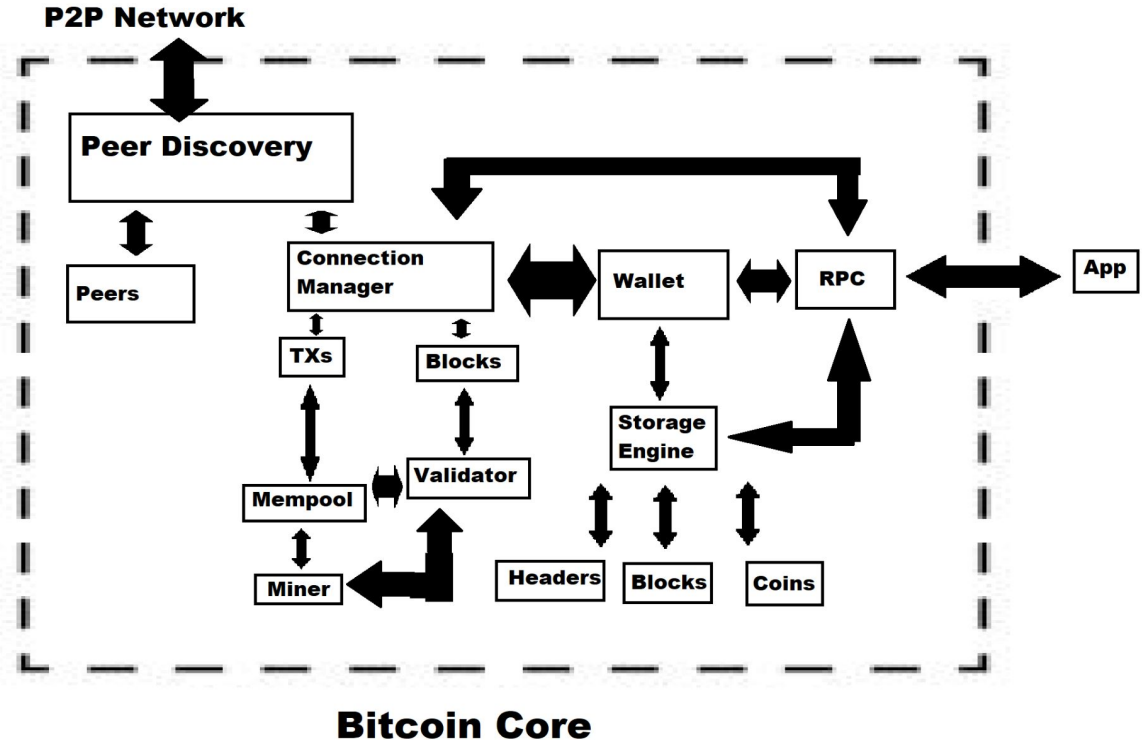 P2P Network
Peer Discovery
Peers
Connection
Manager
Wallet
RPC
App
TXs
Blocks
Storage
Engine
Mempool
Validator
Miner
Headers
Blocks
Coins
Bitcoin Core